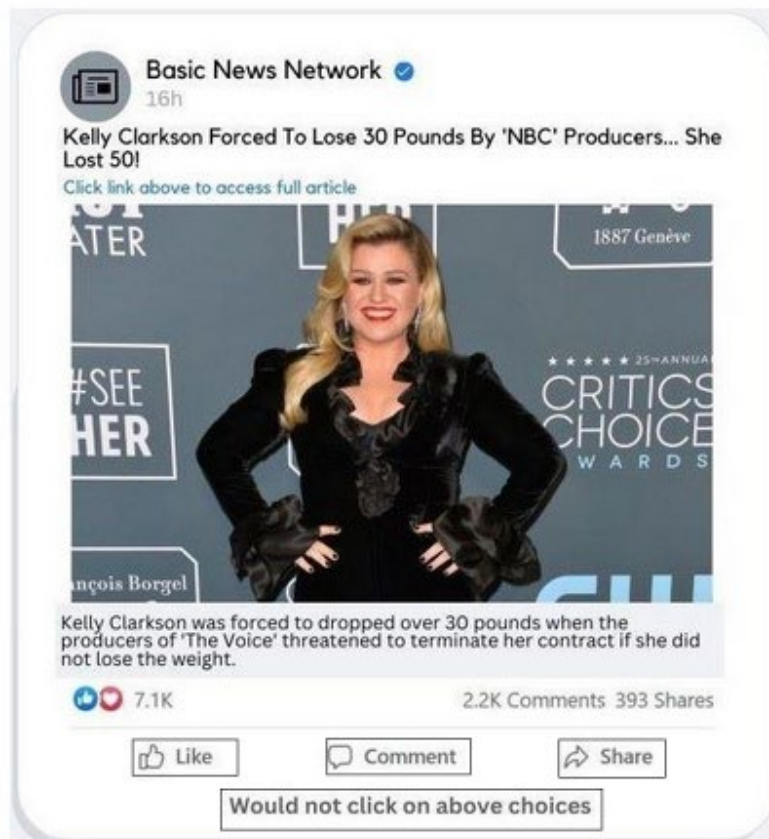 Basic News Network
16h
Kelly Clarkson Forced To Lose 30 Pounds By 'NBC' Producers... She
Lost 50!
Click link above to access full article
ATER
HER
1887 Genève
#SEE
HER
★ ★ ★ ★ ★ 25TH ANNUA
CRITICS
CHOICE
WARDS
nçois Borgel
Kelly Clarkson was forced to dropped over 30 pounds when the
producers of 'The Voice' threatened to terminate her contract if she did
not lose the weight.
7.1K
2.2K Comments 393 Shares
Like
Comment
Share
Would not click on above choices